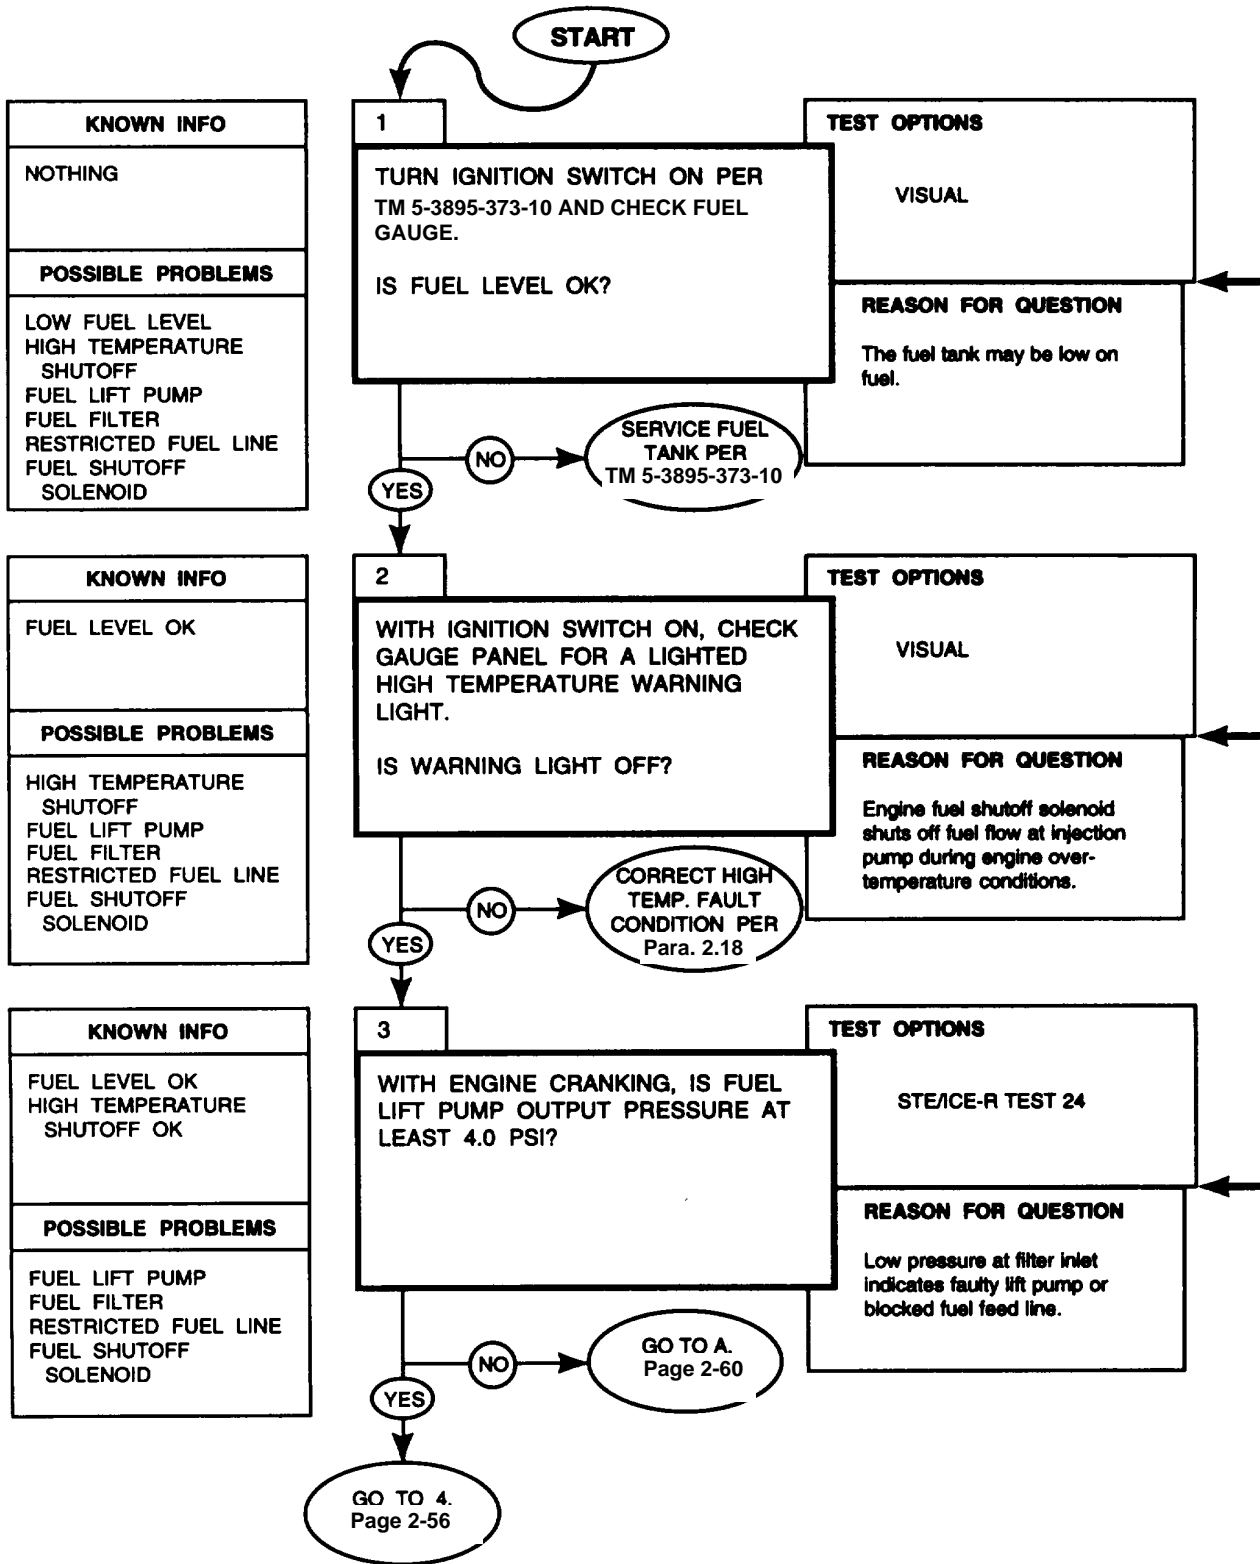 START
KNOWN INFO
NOTHING
POSSIBLE PROBLEMS
LOW FUEL LEVEL
HIGH TEMPERATURE
SHUTOFF
FUEL LIFT PUMP
FUEL FILTER
RESTRICTED FUEL LINE
FUEL SHUTOFF
SOLENOID
1
TURN IGNITION SWITCH ON PER
TM 5-3895-373-10 AND CHECK FUEL
GAUGE.
IS FUEL LEVEL OK?
TEST OPTIONS
VISUAL
REASON FOR QUESTION
The fuel tank may be low on
fuel.
NO
SERVICE FUEL
TANK PER
TM 5-3895-373-10
YES
KNOWN INFO
FUEL LEVEL OK
POSSIBLE PROBLEMS
HIGH TEMPERATURE
SHUTOFF
FUEL LIFT PUMP
FUEL FILTER
RESTRICTED FUEL LINE
FUEL SHUTOFF
SOLENOID
2
WITH IGNITION SWITCH ON, CHECK
GAUGE PANEL FOR A LIGHTED
HIGH TEMPERATURE WARNING
LIGHT.
IS WARNING LIGHT OFF?
TEST OPTIONS
VISUAL
REASON FOR QUESTION
Engine fuel shutoff solenoid
shuts off fuel flow at injection
pump during engine over-
temperature conditions.
NO
CORRECT HIGH
TEMP. FAULT
CONDITION PER
Para. 2.18
YES
KNOWN INFO
FUEL LEVEL OK
HIGH TEMPERATURE
SHUTOFF OK
POSSIBLE PROBLEMS
FUEL LIFT PUMP
FUEL FILTER
RESTRICTED FUEL LINE
FUEL SHUTOFF
SOLENOID
3
WITH ENGINE CRANKING, IS FUEL
LIFT PUMP OUTPUT PRESSURE AT
LEAST 4.0 PSI?
TEST OPTIONS
STE/ICE-R TEST 24
REASON FOR QUESTION
Low pressure at filter inlet
indicates faulty lift pump or
blocked fuel feed line.
NO
GO TO A.
Page 2-60
YES
GO TO 4.
Page 2-56